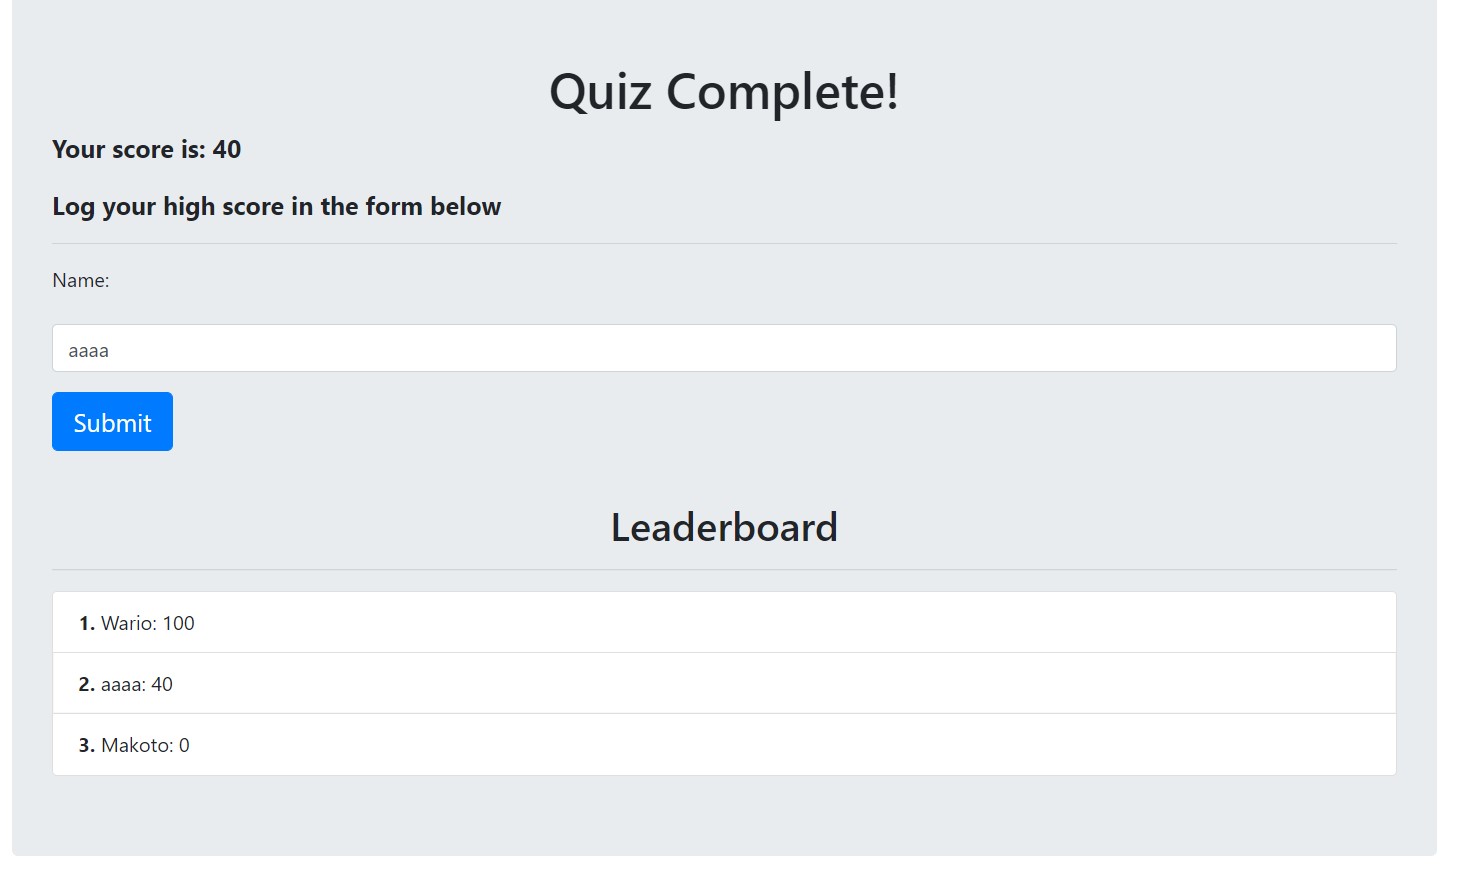 Quiz Complete!
Your score is: 40
Log your high score in the form below
Name:
aaaa
Submit
Leaderboard
1. Wario: 100
2. aaaa: 40
3. Makoto: 0